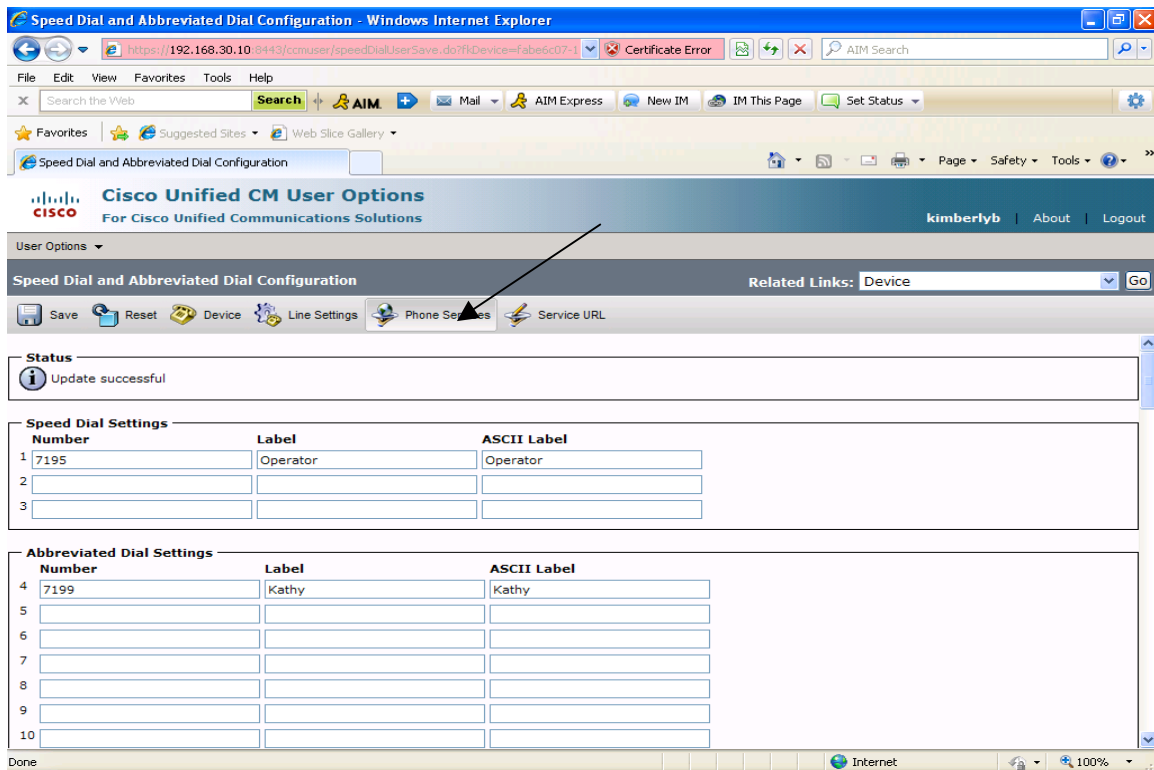 Speed Dial and Abbreviated Dial Configuration - Windows Internet Explorer
https://192.168.30.10:8443/ccmuser/speedDialUserSave.do?fkDevice=fabe6c07-1 Certificate Error AIM Search
File Edit View Favorites Tools Help
x Search the Web Search AIM. Mail AIM Express New IM IM This Page Set Status
Favorites Suggested Sites Web Slice Gallery
Speed Dial and Abbreviated Dial Configuration Page Safety Tools »
CISCO Cisco Unified CM User Options
For Cisco Unified Communications Solutions kimberlyb | About | Logout
User Options
Speed Dial and Abbreviated Dial Configuration Related Links: Device Go
Save Reset Device Line Settings Phone Services Service URL
Status
i Update successful
Speed Dial Settings
Number Label ASCII Label
1 7195 Operator Operator
2
3
Abbreviated Dial Settings
Number Label ASCII Label
4 7199 Kathy Kathy
5
6
7
8
9
10
Done Internet 100%